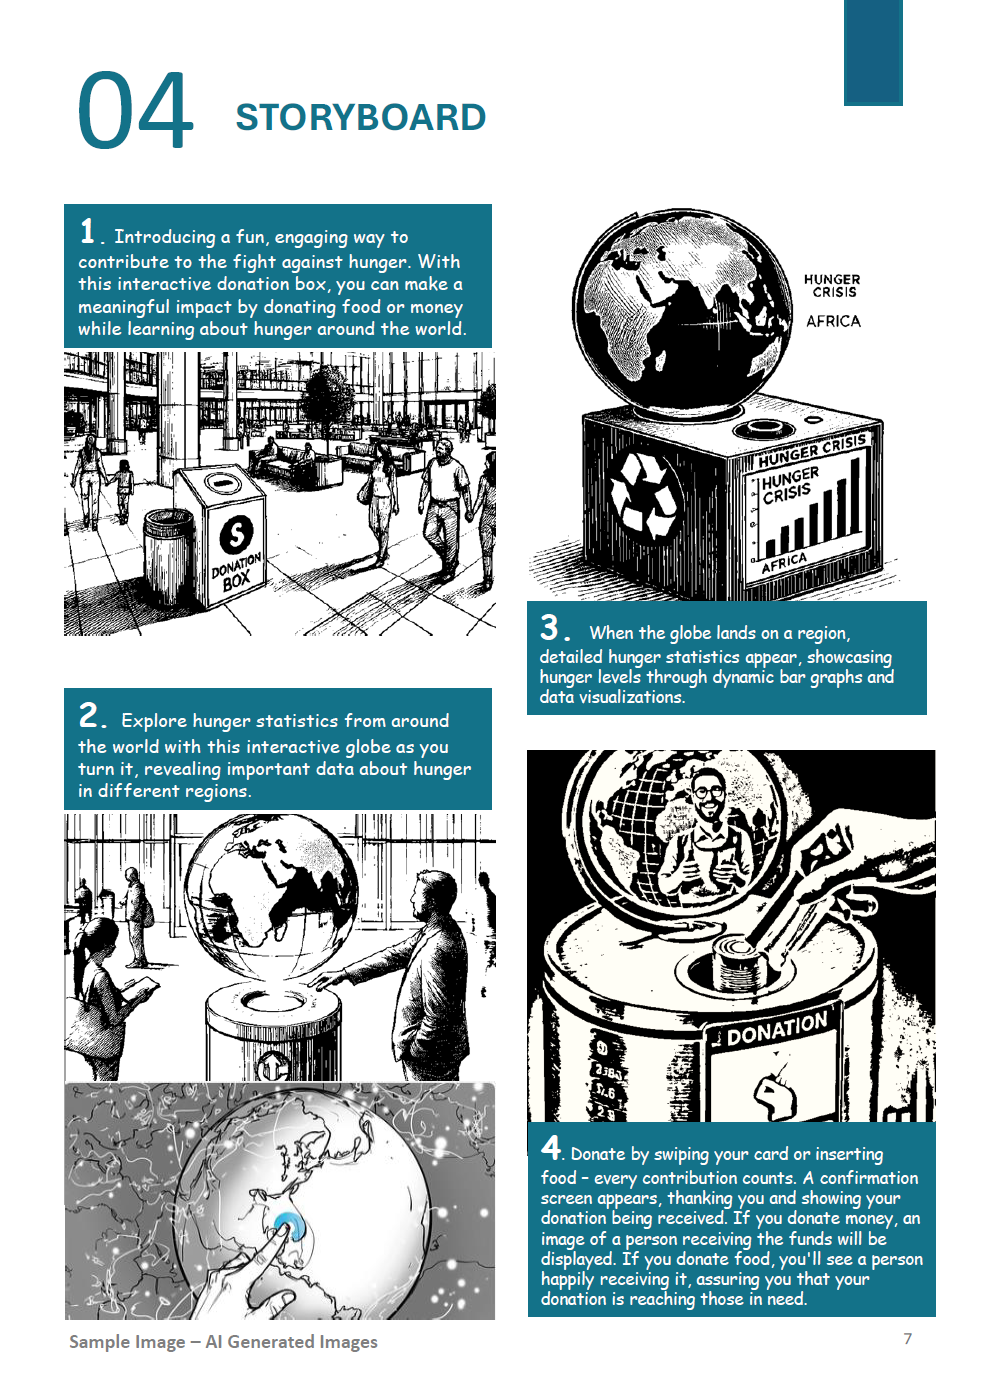 04 STORYBOARD
1. Introducing a fun, engaging way to
contribute to the fight against hunger. With
this interactive donation box, you can make a
meaningful impact by donating food or money
while learning about hunger around the world.
$
DONATION
BOX
2. Explore hunger statistics from around
the world with this interactive globe as you
turn it, revealing important data about hunger
in different regions.
HUNGER
CRISIS
AFRICA
HUNGER CRISIS
HUNGER
CRISIS
AFRICA
3. When the globe lands on a region,
detailed hunger statistics appear, showcasing
hunger levels through dynamic bar graphs and
data visualizations.
DONATION
4. Donate by swiping your card or inserting
food – every contribution counts. A confirmation
screen appears, thanking you and showing your
donation being received. If you donate money, an
image of a person receiving the funds will be
displayed. If you donate food, you'll see a person
happily receiving it, assuring you that your
donation is reaching those in need.
Sample Image – AI Generated Images
7